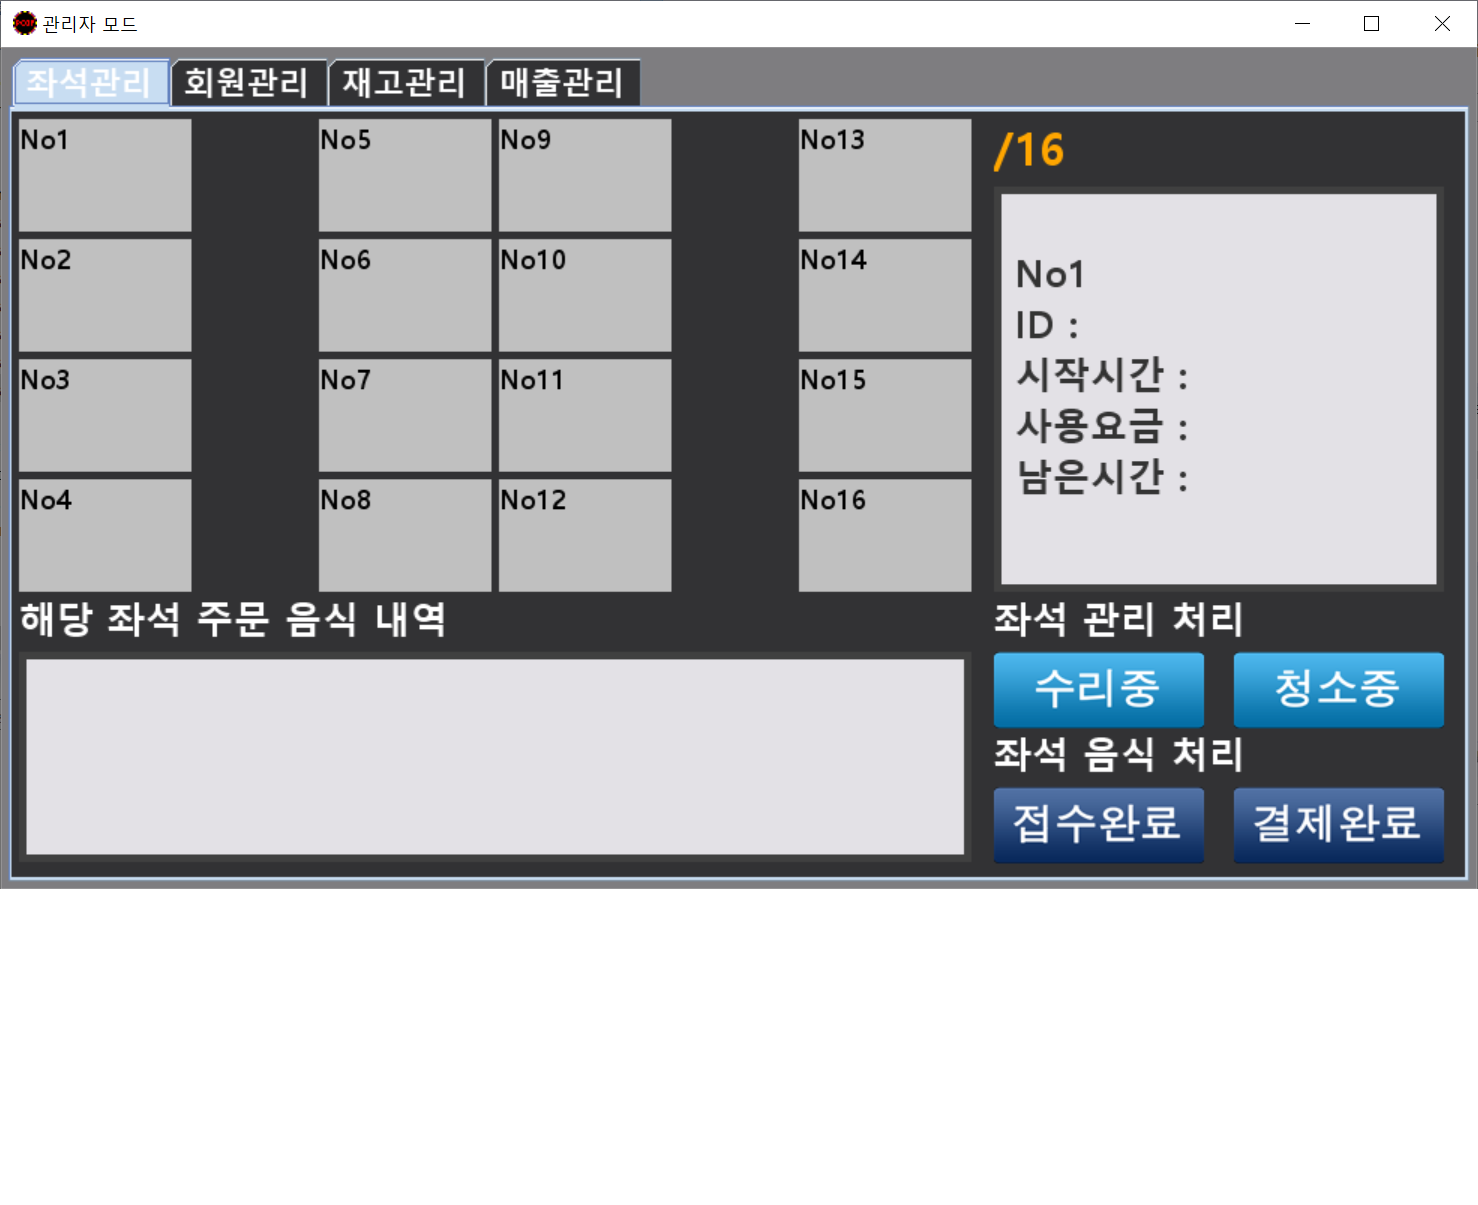 관리자 모드
좌석관리 회원관리 재고관리 매출관리
No1 No5 No9 No13
No2 No6 No10 No14
No3 No7 No11 No15
No4 No8 No12 No16
/16
No1
ID :
시작시간 :
사용요금 :
남은시간 :
해당 좌석 주문 음식 내역
좌석 관리 처리
수리중 청소중
좌석 음식 처리
접수완료 결제완료